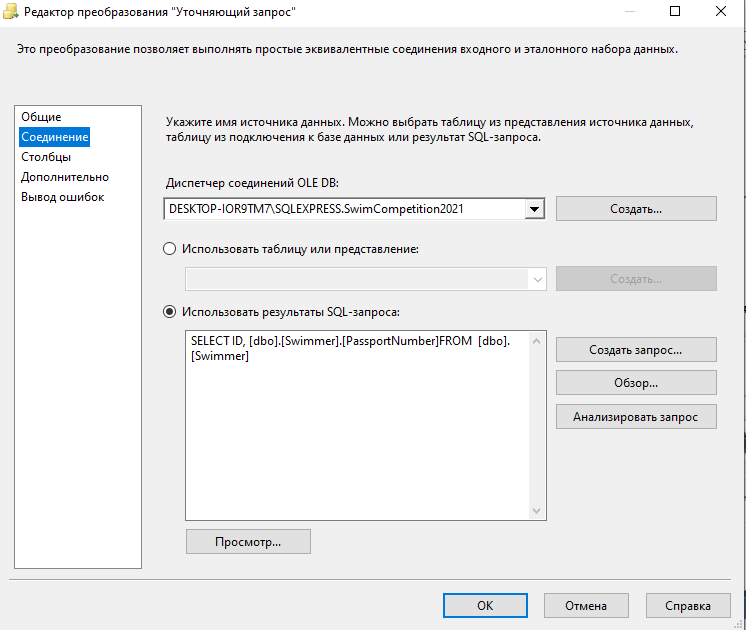 Редактор преобразования "Уточняющий запрос"
Это преобразование позволяет выполнять простые эквивалентные соединения входного и эталонного набора данных.
Общие
Соединение
Столбцы
Дополнительно
Вывод ошибок
Укажите имя источника данных. Можно выбрать таблицу из представления источника данных,
таблицу из подключения к базе данных или результат SQL-запроса.
Диспетчер соединений OLE DB:
DESKTOP-IOR9TM7\SQLEXPRESS.SwimCompetition2021
Создать...
Использовать таблицу или представление:
Создать...
Использовать результаты SQL-запроса:
SELECT ID, [dbo].[Swimmer].[PassportNumber]FROM  [dbo].
[Swimmer]
Создать запрос...
Обзор...
Анализировать запрос
Просмотр...
ОК
Отмена
Справка